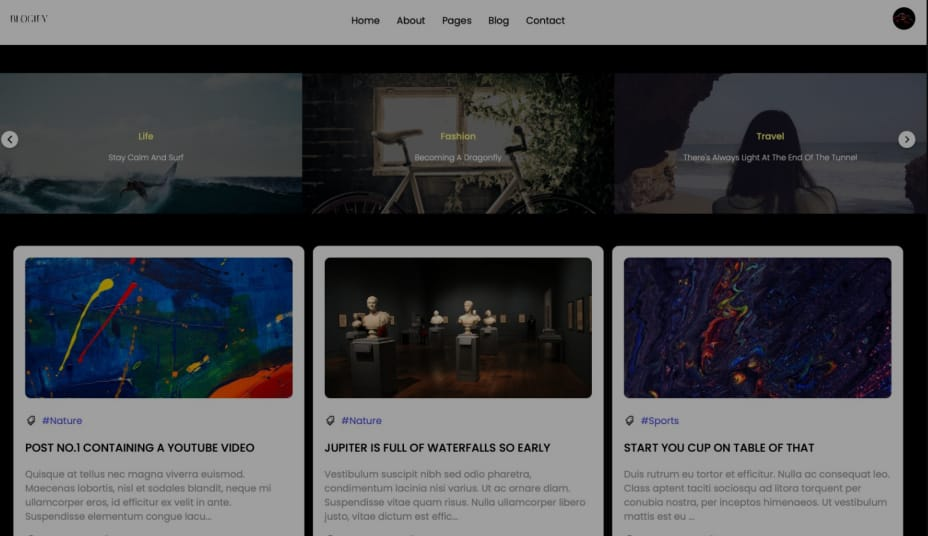 BLOGIFY
Home About Pages Blog Contact
Life
Stay Calm And Surf
Fashion
Becoming A Dragonfly
Travel
There's Always Light At The End Of The Tunnel
#Nature
POST NO.1 CONTAINING A YOUTUBE VIDEO
Quisque at tellus nec magna viverra euismod.
Maecenas lobortis, nisl et sodales blandit, neque mi
ullamcorper eros, id efficitur ex velit in ante.
Suspendisse elementum congue lacu...
#Nature
JUPITER IS FULL OF WATERFALLS SO EARLY
Vestibulum suscipit nibh sed odio pharetra,
condimentum lacinia nisi varius. Ut ac ornare diam.
Suspendisse vitae quam risus. Nulla ullamcorper libero
justo, vitae dictum est effic...
#Sports
START YOU CUP ON TABLE OF THAT
Duis rutrum eu tortor et efficitur. Nulla ac consequat leo.
Class aptent taciti sociosqu ad litora torquent per
conubia nostra, per inceptos himenaeos. Ut vestibulum
mattis est eu ...